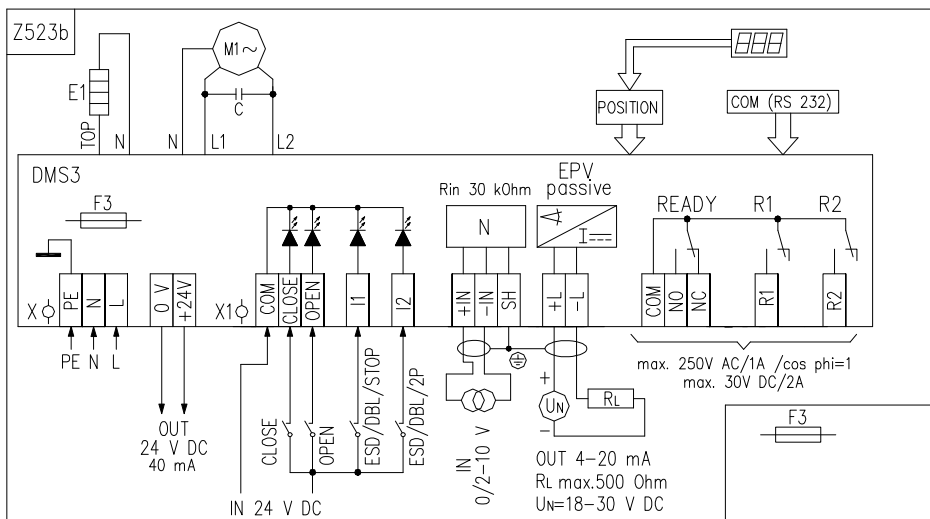 Z523b
M1~
E1
C
TOP
N
N
L1
L2
POSITION
COM (RS 232)
DMS3
F3
Rin 30 kOhm
N
EPV
passive
READY
R1
R2
X
PE
N
L
0 V
+24V
X1
COM
CLOSE
OPEN
I1
I2
+IN
-IN
SH
+L
-L
COM
NO
NC
R1
R2
PE N L
OUT
24 V DC
40 mA
CLOSE
OPEN
ESD/DBL/STOP
ESD/DBL/2P
IN 24 V DC
IN
0/2-10 V
+
UN
-
RL
OUT 4-20 mA
RL max.500 Ohm
UN=18-30 V DC
max. 250V AC/1A /cos phi=1
max. 30V DC/2A
F3